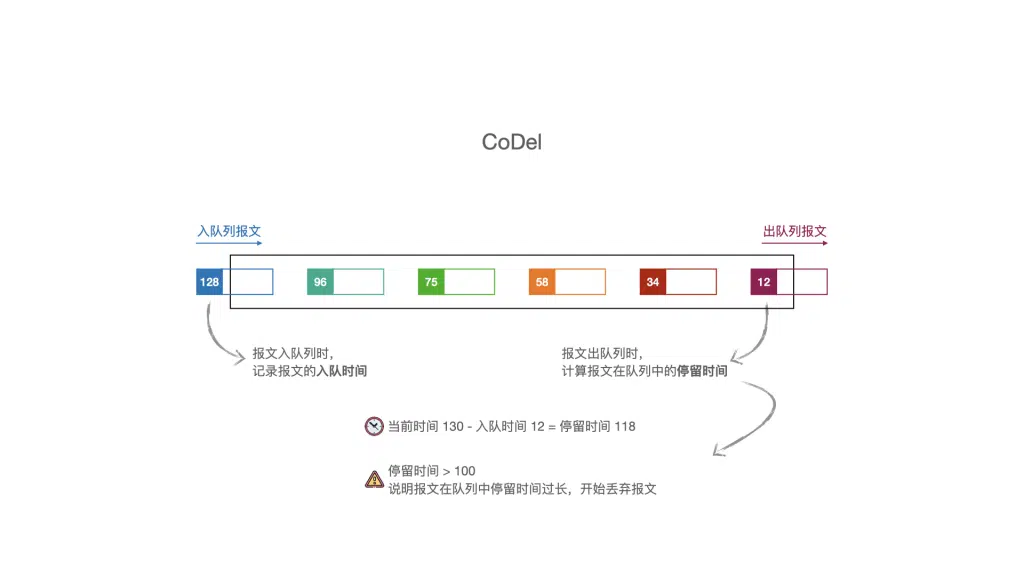 CoDel
入队列报文
出队列报文
128
96
75
58
34
12
报文入队列时，
记录报文的入队时间
报文出队列时，
计算报文在队列中的停留时间
当前时间 130 - 入队时间 12 = 停留时间 118
停留时间 > 100
说明报文在队列中停留时间过长，开始丢弃报文